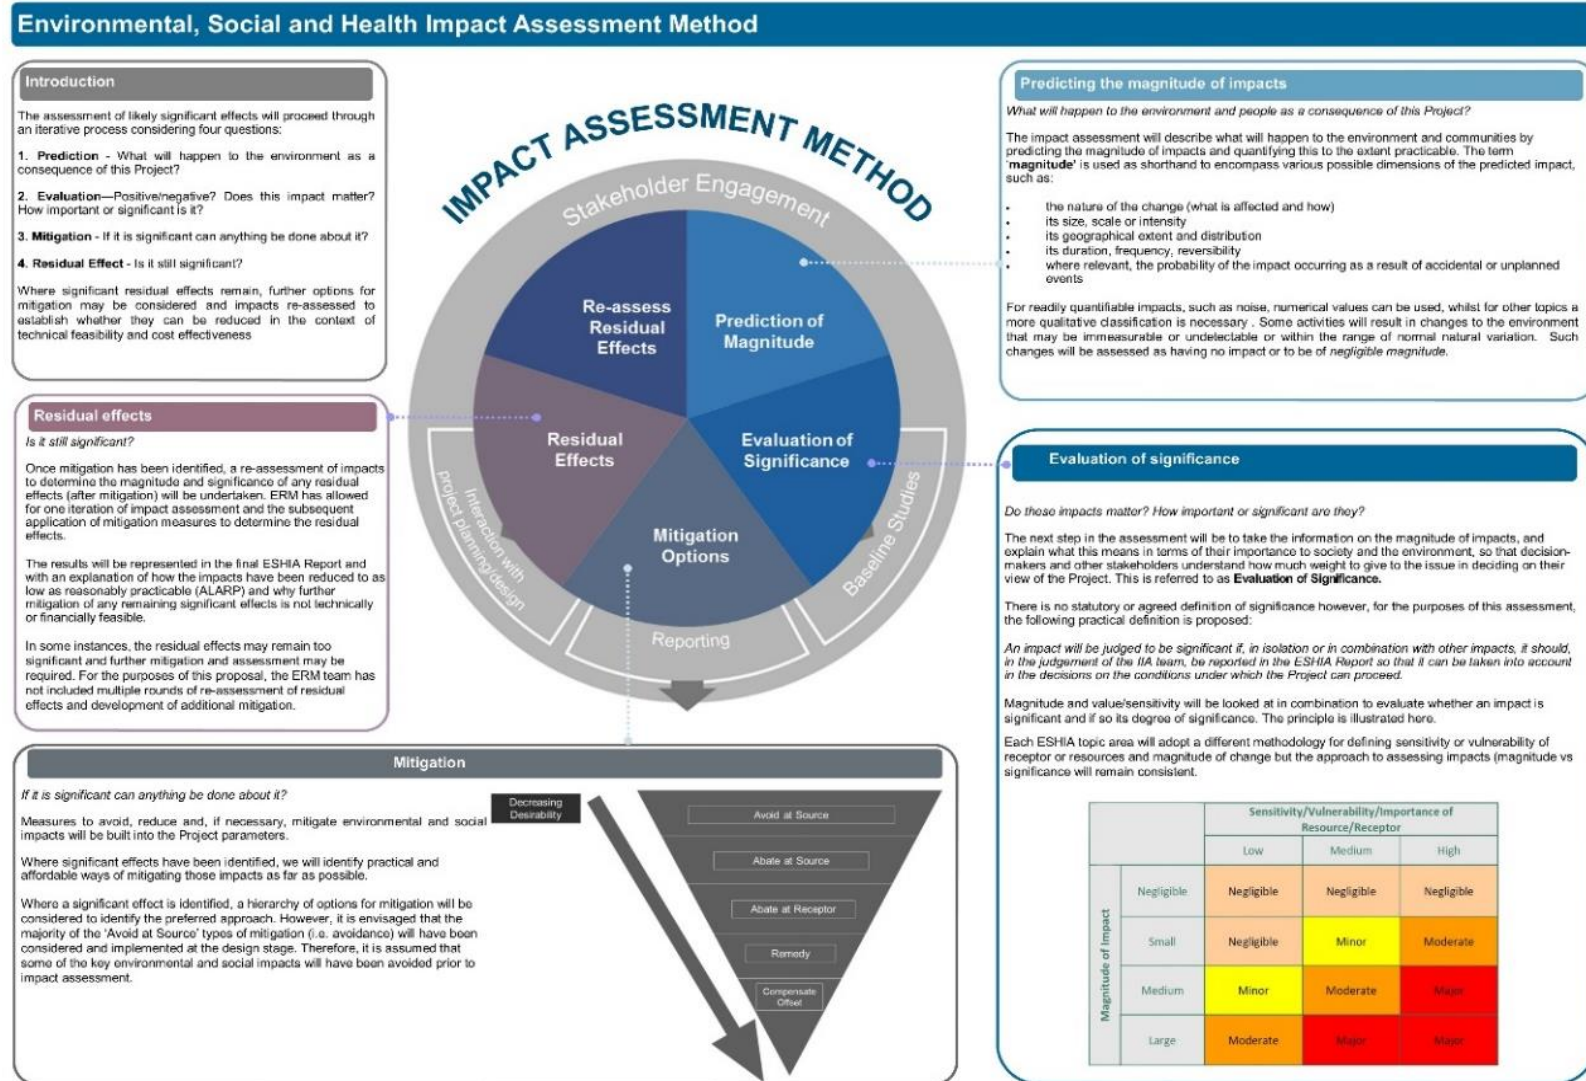 Environmental, Social and Health Impact Assessment Method
Introduction
The assessment of likely significant effects will proceed through
an iterative process considering four questions:
1. Prediction - What will happen to the environment as a
consequence of this Project?
2. Evaluation—Positive/negative? Does this impact matter?
How important or significant is it?
3. Mitigation - If it is significant can anything be done about it?
4. Residual Effect - Is it still significant?
Where significant residual effects remain, further options for
mitigation may be considered and impacts re-assessed to
establish whether they can be reduced in the context of
technical feasibility and cost effectiveness
Residual effects
Is it still significant?
Once mitigation has been identified, a re-assessment of impacts
to determine the magnitude and significance of any residual
effects (after mitigation) will be undertaken. ERM has allowed
for one iteration of impact assessment and the subsequent
application of mitigation measures to determine the residual
effects.
The results will be represented in the final ESHIA Report and
with an explanation of how the impacts have been reduced to as
low as reasonably practicable (ALARP) and why further
mitigation of any remaining significant effects is not technically
or financially feasible.
In some instances, the residual effects may remain too
significant and further mitigation and assessment may be
required. For the purposes of this proposal, the ERM team has
not included multiple rounds of re-assessment of residual
effects and development of additional mitigation.
IMPACT ASSESSMENT METHOD
Stakeholder Engagement
Re-assess
Residual
Effects
Prediction of
Magnitude
Residual
Effects
Evaluation of
Significance
Mitigation
Options
Interaction with
project planning/design
Reporting
Baseline Studies
Predicting the magnitude of impacts
What will happen to the environment and people as a consequence of this Project?
The impact assessment will describe what will happen to the environment and communities by
predicting the magnitude of impacts and quantifying this to the extent practicable. The term
'magnitude' is used as shorthand to encompass various possible dimensions of the predicted impact,
such as:
• the nature of the change (what is affected and how)
• its size, scale or intensity
• its geographical extent and distribution
• its duration, frequency, reversibility
• where relevant, the probability of the impact occurring as a result of accidental or unplanned
events
For readily quantifiable impacts, such as noise, numerical values can be used, whilst for other topics a
more qualitative classification is necessary . Some activities will result in changes to the environment
that may be immeasurable or undetectable or within the range of normal natural variation. Such
changes will be assessed as having no impact or to be of negligible magnitude.
Evaluation of significance
Do these impacts matter? How important or significant are they?
The next step in the assessment will be to take the information on the magnitude of impacts, and
explain what this means in terms of their importance to society and the environment, so that decision-
makers and other stakeholders understand how much weight to give to the issue in deciding on their
view of the Project. This is referred to as Evaluation of Significance.
There is no statutory or agreed definition of significance however, for the purposes of this assessment,
the following practical definition is proposed:
An impact will be judged to be significant if, in isolation or in combination with other impacts, it should,
in the judgement of the IIA team, be reported in the ESHIA Report so that it can be taken into account
in the decisions on the conditions under which the Project can proceed.
Magnitude and value/sensitivity will be looked at in combination to evaluate whether an impact is
significant and if so its degree of significance. The principle is illustrated here.
Each ESHIA topic area will adopt a different methodology for defining sensitivity or vulnerability of
receptor or resources and magnitude of change but the approach to assessing impacts (magnitude vs
significance will remain consistent.
Sensitivity/Vulnerability/Importance of
Resource/Receptor
Low Medium High
Magnitude of Impact
Negligible Negligible Negligible Negligible
Small Negligible Minor Moderate
Medium Minor Moderate Major
Large Moderate Major Major
Mitigation
If it is significant can anything be done about it?
Measures to avoid, reduce and, if necessary, mitigate environmental and social
impacts will be built into the Project parameters.
Where significant effects have been identified, we will identify practical and
affordable ways of mitigating those impacts as far as possible.
Where a significant effect is identified, a hierarchy of options for mitigation will be
considered to identify the preferred approach. However, it is envisaged that the
majority of the 'Avoid at Source' types of mitigation (i.e. avoidance) will have been
considered and implemented at the design stage. Therefore, it is assumed that
some of the key environmental and social impacts will have been avoided prior to
impact assessment.
Decreasing
Desirability
Avoid at Source
Abate at Source
Abate at Receptor
Remedy
Compensate
Offset